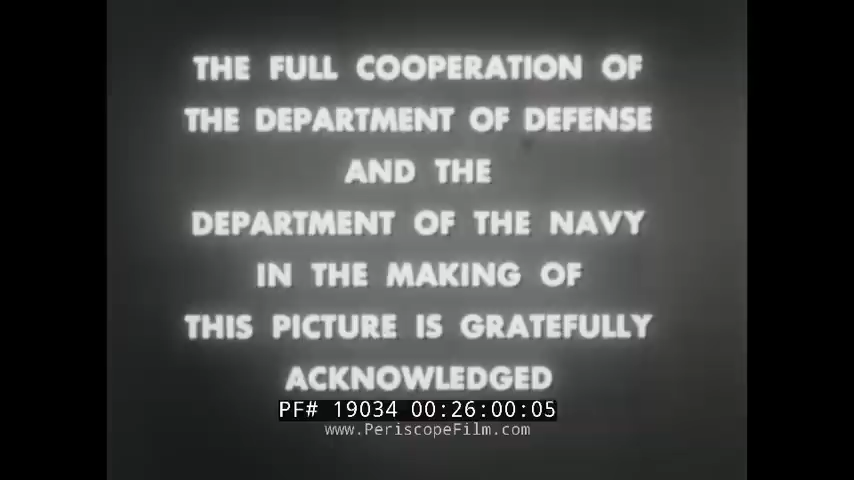 THE FULL COOPERATION OF
THE DEPARTMENT OF DEFENSE
AND THE
DEPARTMENT OF THE NAVY
IN THE MAKING OF
THIS PICTURE IS GRATEFULLY
ACKNOWLEDGED
PF# 19034 00:26:00:05
www.PeriscopeFilm.com